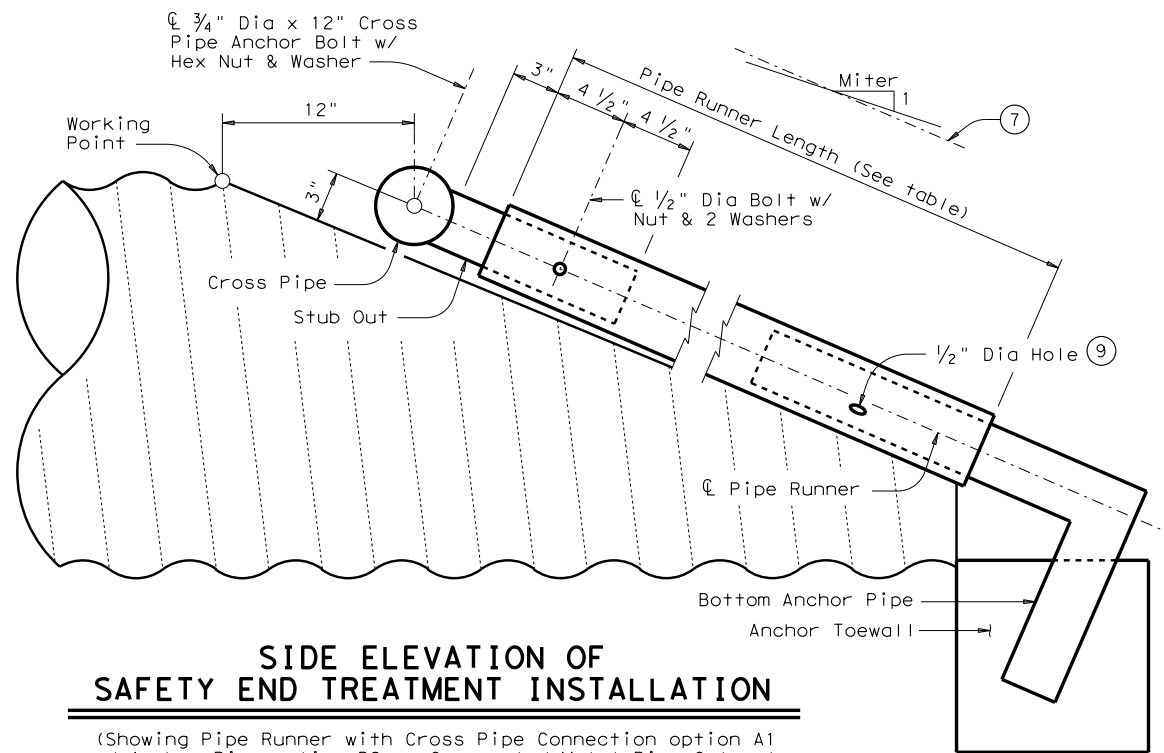 ℄ 3/4" Dia x 12" Cross
Pipe Anchor Bolt w/
Hex Nut & Washer
Working
Point
12"
3"
3"
4 1/2"
4 1/2"
Pipe Runner Length (See table)
Miter
1
7
℄ 1/2" Dia Bolt w/
Nut & 2 Washers
Cross Pipe
Stub Out
1/2" Dia Hole 9
℄ Pipe Runner
Bottom Anchor Pipe
Anchor Toewall
SIDE ELEVATION OF
SAFETY END TREATMENT INSTALLATION
(Showing Pipe Runner with Cross Pipe Connection option A1